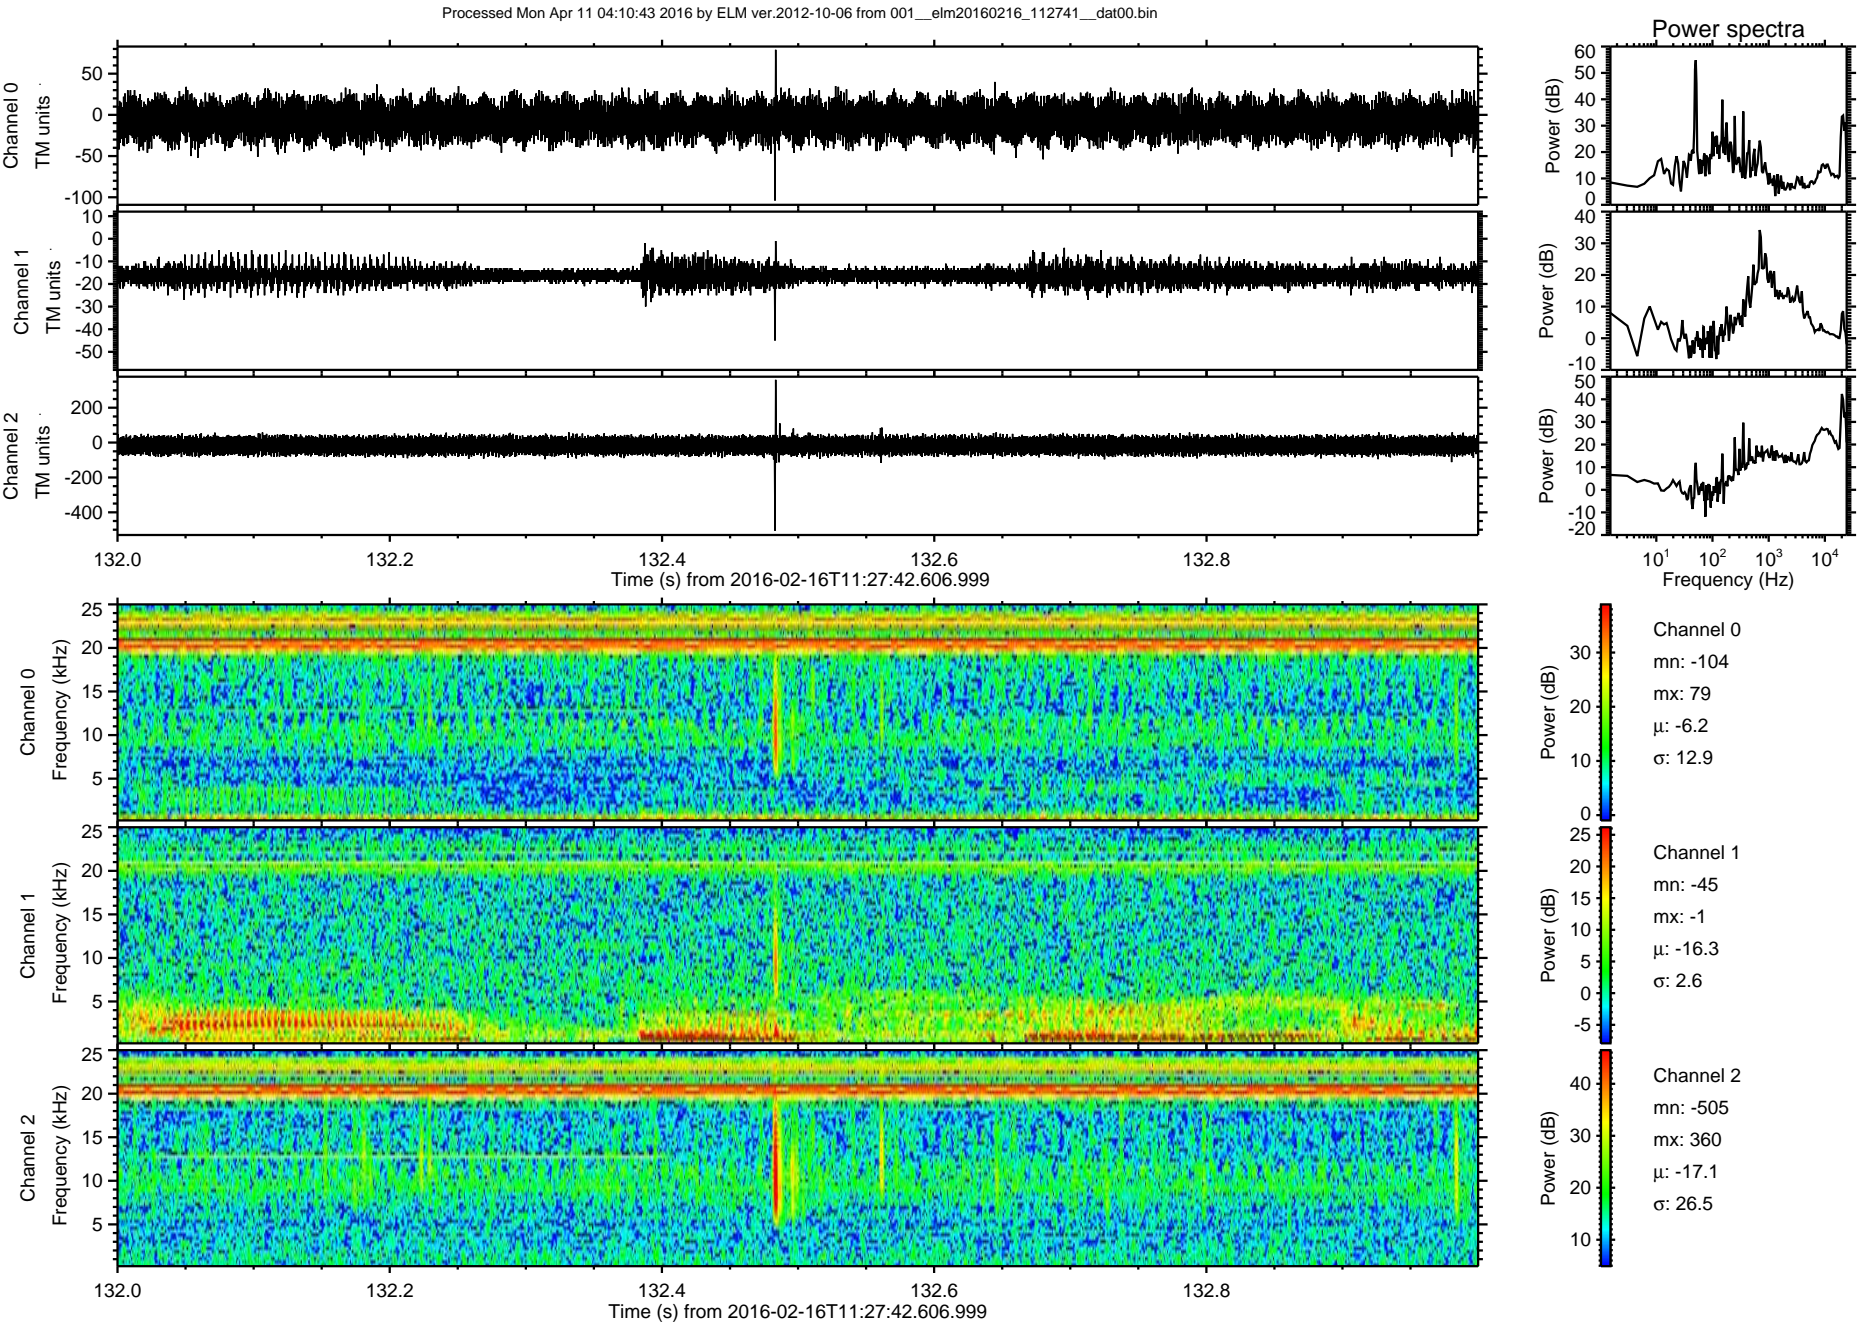 Processed Mon Apr 11 04:10:43 2016 by ELM ver.2012-10-06 from 001__elm20160216_112741__dat00.bin
Power spectra
Channel 0
TM units
50
0
-50
-100
Power (dB)
60
50
40
30
20
10
0
Channel 1
TM units
10
0
-10
-20
-30
-40
-50
Power (dB)
40
30
20
10
0
-10
Channel 2
TM units
200
0
-200
-400
Power (dB)
50
40
30
20
10
0
-10
-20
132.0 132.2 132.4 132.6 132.8
Time (s) from 2016-02-16T11:27:42.606.999
10^1 10^2 10^3 10^4
Frequency (Hz)
Channel 0
Frequency (kHz)
25
20
15
10
5
Power (dB)
30
20
10
0
Channel 0
mn: -104
mx: 79
μ: -6.2
σ: 12.9
Channel 1
Frequency (kHz)
25
20
15
10
5
Power (dB)
25
20
15
10
5
0
-5
Channel 1
mn: -45
mx: -1
μ: -16.3
σ: 2.6
Channel 2
Frequency (kHz)
25
20
15
10
5
Power (dB)
40
30
20
10
Channel 2
mn: -505
mx: 360
μ: -17.1
σ: 26.5
132.0 132.2 132.4 132.6 132.8
Time (s) from 2016-02-16T11:27:42.606.999